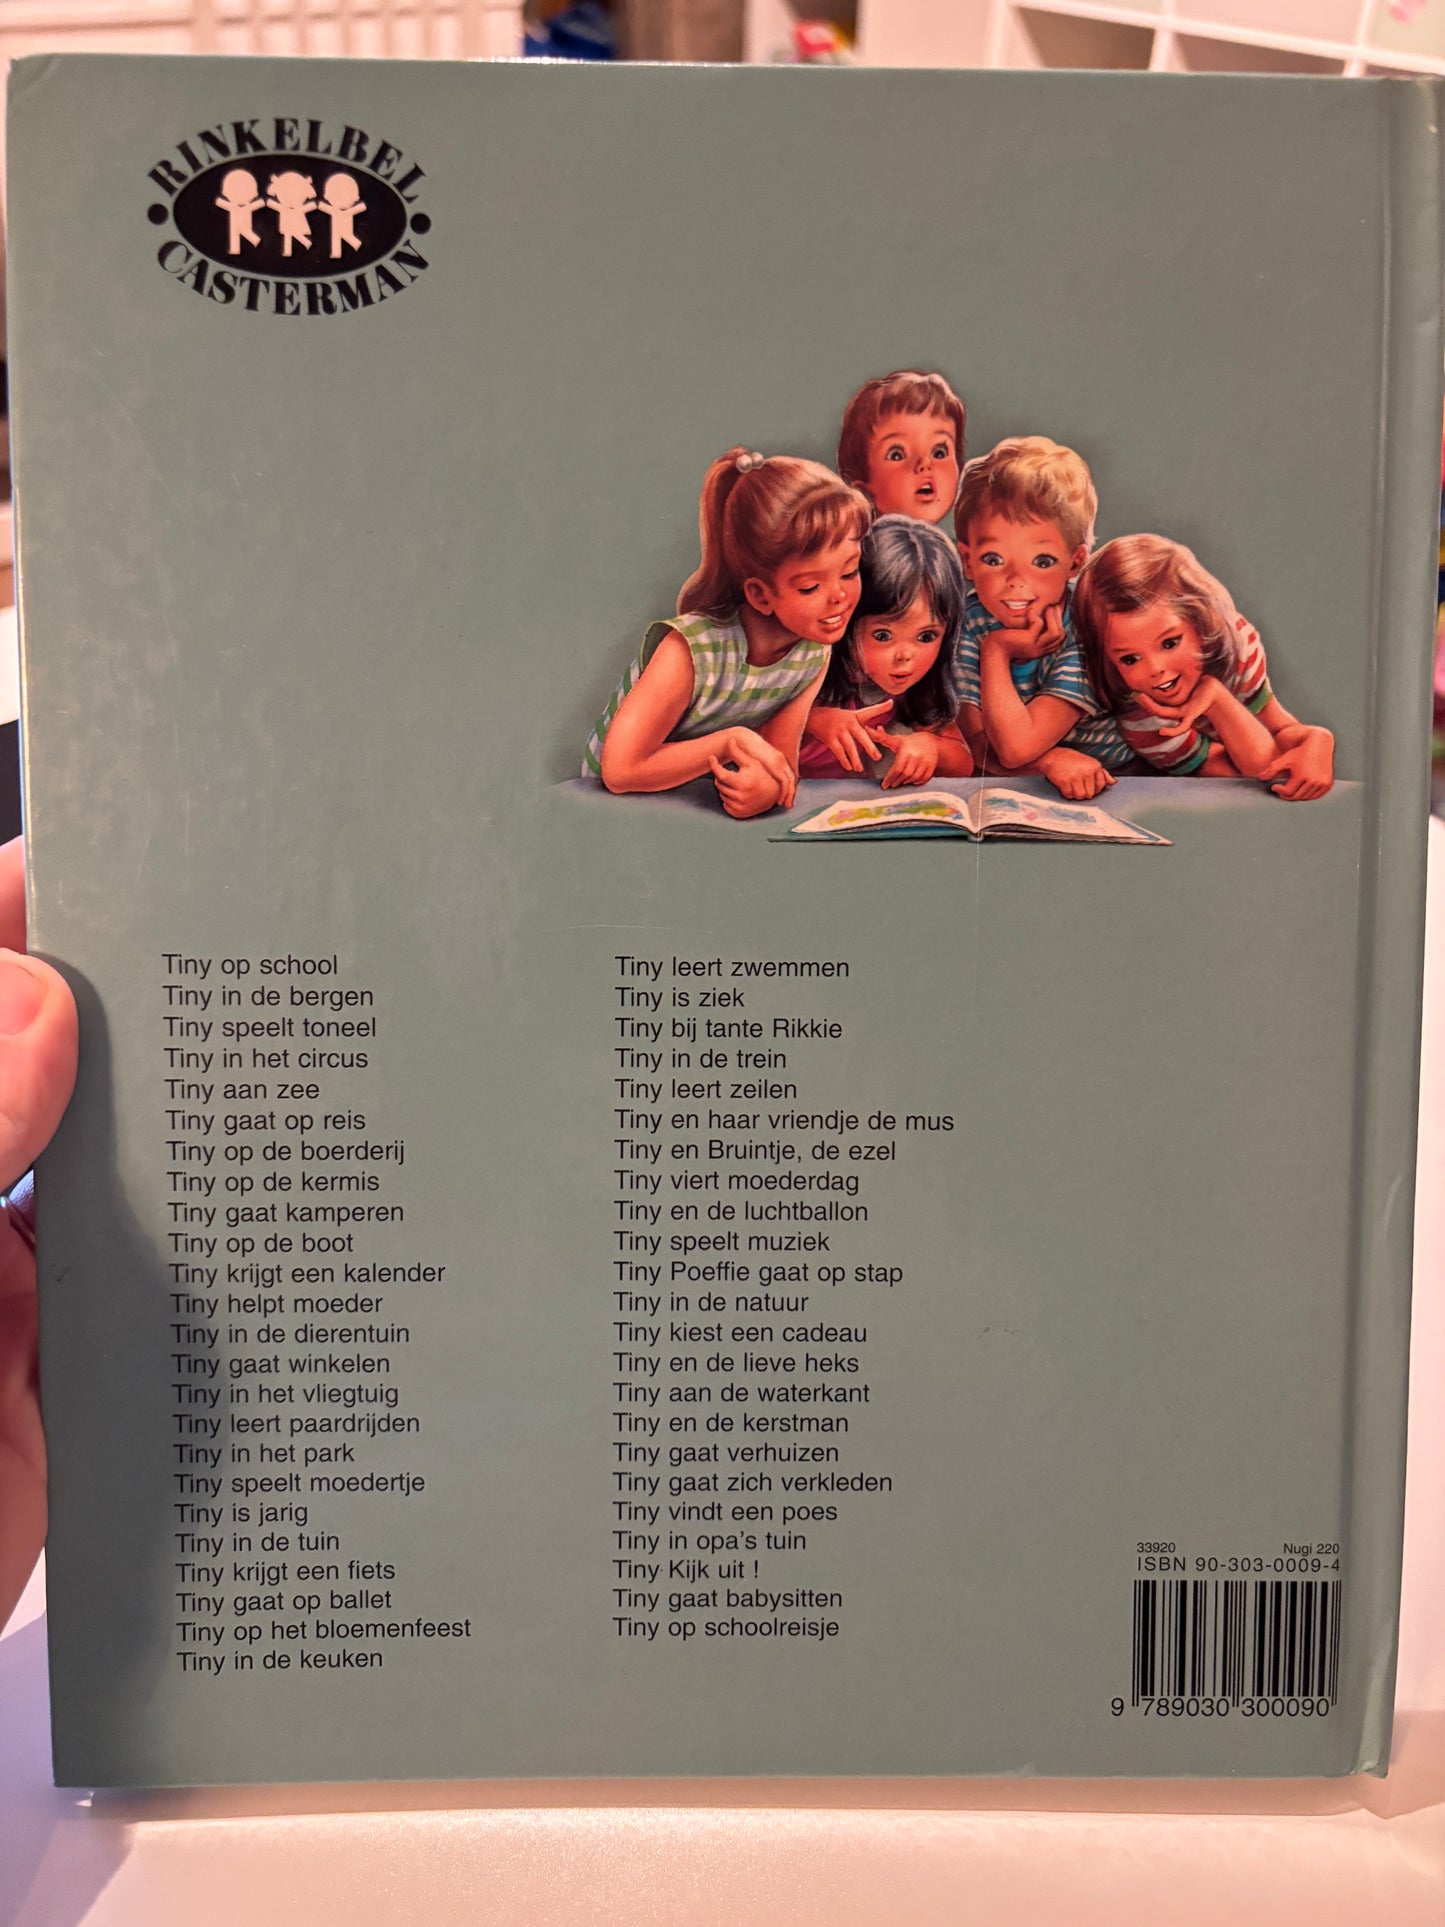 RINKELBEL
CASTERMAN
Tiny op school
Tiny in de bergen
Tiny speelt toneel
Tiny in het circus
Tiny aan zee
Tiny gaat op reis
Tiny op de boerderij
Tiny op de kermis
Tiny gaat kamperen
Tiny op de boot
Tiny krijgt een kalender
Tiny helpt moeder
Tiny in de dierentuin
Tiny gaat winkelen
Tiny in het vliegtuig
Tiny leert paardrijden
Tiny in het park
Tiny speelt moedertje
Tiny is jarig
Tiny in de tuin
Tiny krijgt een fiets
Tiny gaat op ballet
Tiny op het bloemenfeest
Tiny in de keuken
Tiny leert zwemmen
Tiny is ziek
Tiny bij tante Rikkie
Tiny in de trein
Tiny leert zeilen
Tiny en haar vriendje de mus
Tiny en Bruintje, de ezel
Tiny viert moederdag
Tiny en de luchtballon
Tiny speelt muziek
Tiny Poeffie gaat op stap
Tiny in de natuur
Tiny kiest een cadeau
Tiny en de lieve heks
Tiny aan de waterkant
Tiny en de kerstman
Tiny gaat verhuizen
Tiny gaat zich verkleden
Tiny vindt een poes
Tiny in opa's tuin
Tiny Kijk uit !
Tiny gaat babysitten
Tiny op schoolreisje
33920 Nugi 220
ISBN 90-303-0009-4
9 789030 300090